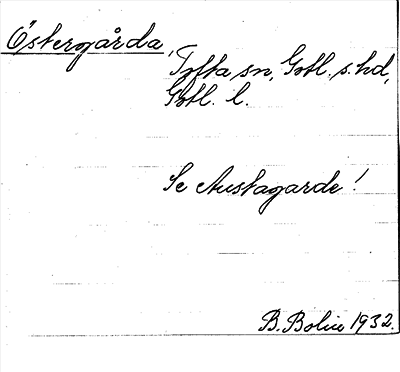 Östergårda,
Tofta sn, Gotl. s. hd,
Gotl. l.
Se Austagarde!
B. Bolin 1932.